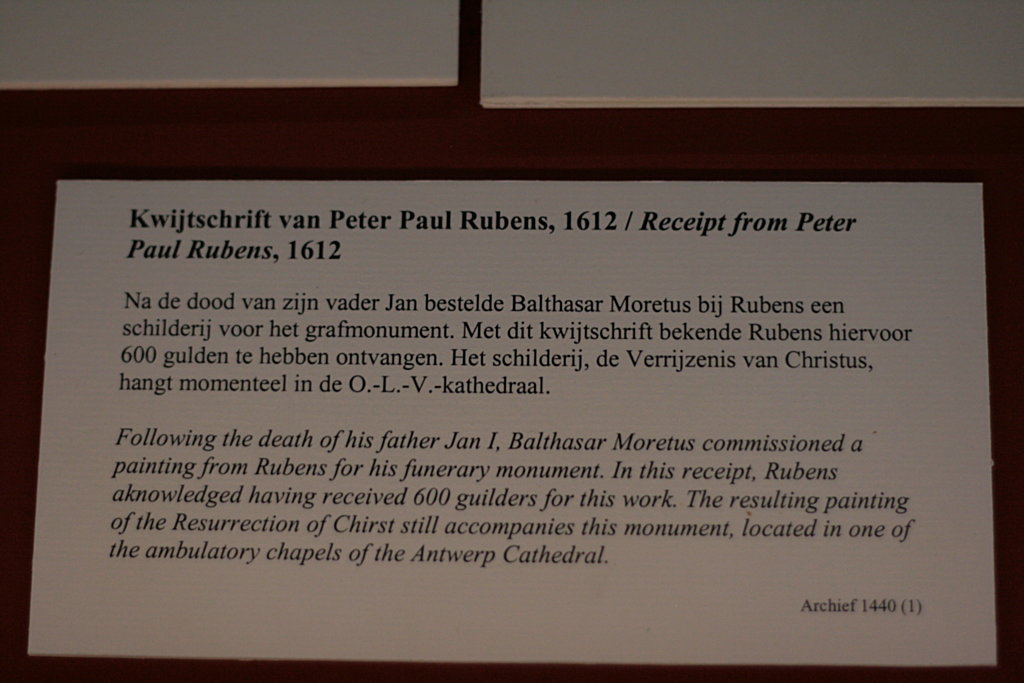 Kwijtschrift van Peter Paul Rubens, 1612 / Receipt from Peter
Paul Rubens, 1612
Na de dood van zijn vader Jan bestelde Balthasar Moretus bij Rubens een
schilderij voor het grafmonument. Met dit kwijtschrift bekende Rubens hiervoor
600 gulden te hebben ontvangen. Het schilderij, de Verrijzenis van Christus,
hangt momenteel in de O.-L.-V.-kathedraal.
Following the death of his father Jan I, Balthasar Moretus commissioned a
painting from Rubens for his funerary monument. In this receipt, Rubens
aknowledged having received 600 guilders for this work. The resulting painting
of the Resurrection of Chirst still accompanies this monument, located in one of
the ambulatory chapels of the Antwerp Cathedral.
Archief 1440 (1)